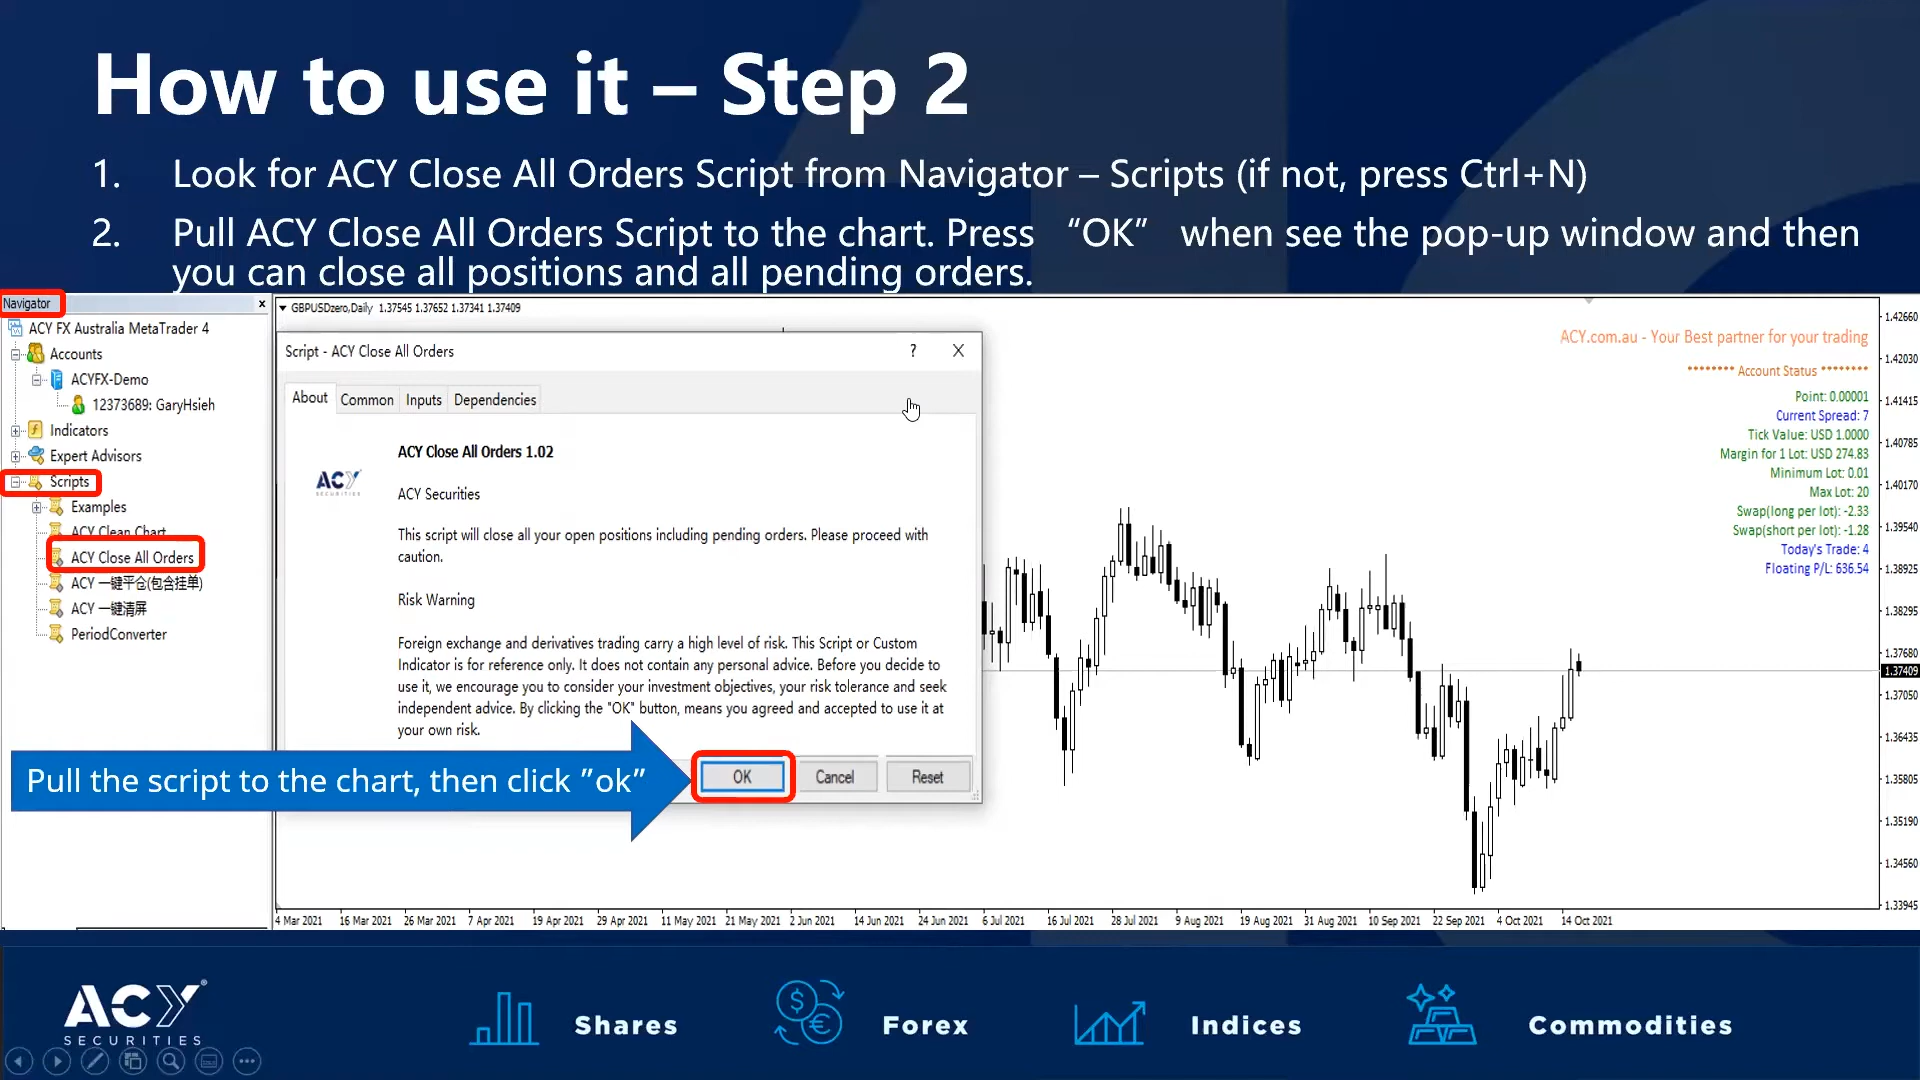 How to use it – Step 2
1. Look for ACY Close All Orders Script from Navigator – Scripts (if not, press Ctrl+N)
2. Pull ACY Close All Orders Script to the chart. Press “OK” when see the pop-up window and then
you can close all positions and all pending orders.
Navigator
ACY FX Australia MetaTrader 4
Accounts
ACYFX-Demo
12373689: GaryHsieh
Indicators
Expert Advisors
Scripts
Examples
ACY Clean Chart
ACY Close All Orders
ACY 一键平仓(包含挂单)
ACY 一键清屏
PeriodConverter
GBPUSDzero,Daily 1.37545 1.37652 1.37341 1.37409
Script - ACY Close All Orders
About Common Inputs Dependencies
ACY SECURITIES
ACY Close All Orders 1.02
ACY Securities
This script will close all your open positions including pending orders. Please proceed with
caution.
Risk Warning
Foreign exchange and derivatives trading carry a high level of risk. This Script or Custom
Indicator is for reference only. It does not contain any personal advice. Before you decide to
use it, we encourage you to consider your investment objectives, your risk tolerance and seek
independent advice. By clicking the "OK" button, means you agreed and accepted to use it at
your own risk.
Pull the script to the chart, then click ”ok”
OK Cancel Reset
ACY.com.au - Your Best partner for your trading
******** Account Status ********
Point: 0.00001
Current Spread: 7
Tick Value: USD 1.0000
Margin for 1 Lot: USD 274.83
Minimum Lot: 0.01
Max Lot: 20
Swap(long per lot): -2.33
Swap(short per lot): -1.28
Today's Trade: 4
Floating P/L: 636.54
1.42660
1.42030
1.41415
1.40785
1.40170
1.39540
1.38925
1.38295
1.37680
1.37409
1.37050
1.36435
1.35805
1.35190
1.34560
1.33945
4 Mar 2021 16 Mar 2021 26 Mar 2021 7 Apr 2021 19 Apr 2021 29 Apr 2021 11 May 2021 21 May 2021 2 Jun 2021 14 Jun 2021 24 Jun 2021 6 Jul 2021 16 Jul 2021 28 Jul 2021 9 Aug 2021 19 Aug 2021 31 Aug 2021 10 Sep 2021 22 Sep 2021 4 Oct 2021 14 Oct 2021
ACY®
SECURITIES
Shares
Forex
Indices
Commodities